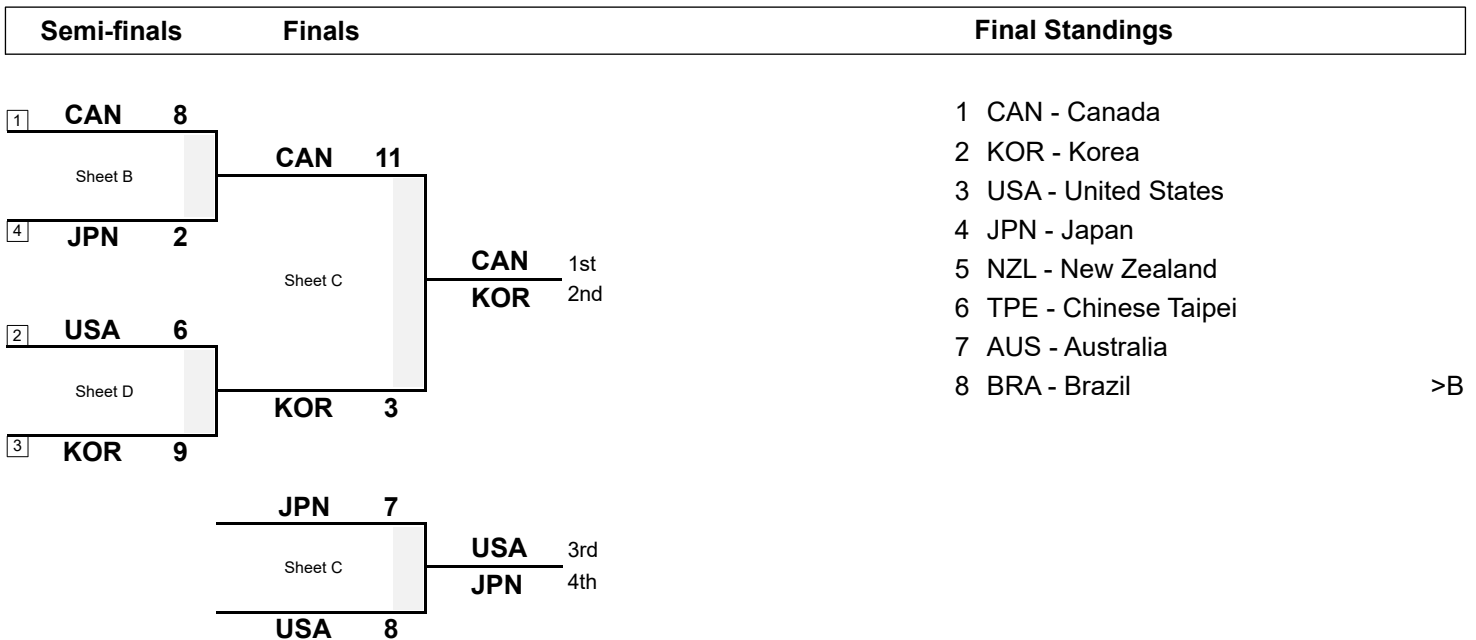 Semi-finals Finals Final Standings
1 CAN 8
Sheet B
4 JPN 2
CAN 11
Sheet C
KOR 3
2 USA 6
Sheet D
3 KOR 9
CAN 1st
KOR 2nd
JPN 7
Sheet C
USA 8
USA 3rd
JPN 4th
1 CAN - Canada
2 KOR - Korea
3 USA - United States
4 JPN - Japan
5 NZL - New Zealand
6 TPE - Chinese Taipei
7 AUS - Australia
8 BRA - Brazil >B